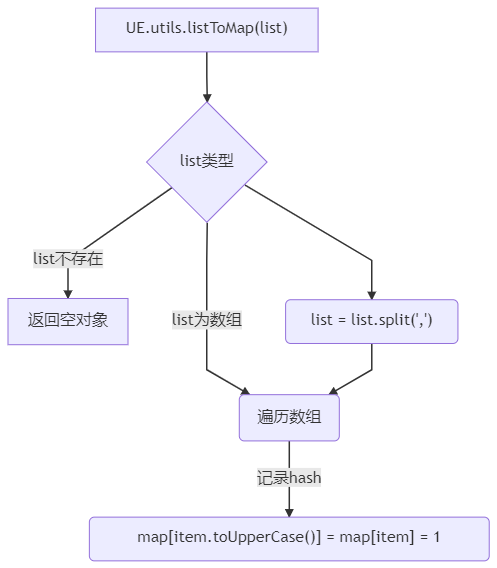 UE.utils.listToMap(list)
list类型
list不存在
list为数组
返回空对象
list = list.split(',')
遍历数组
记录hash
map[item.toUpperCase()] = map[item] = 1